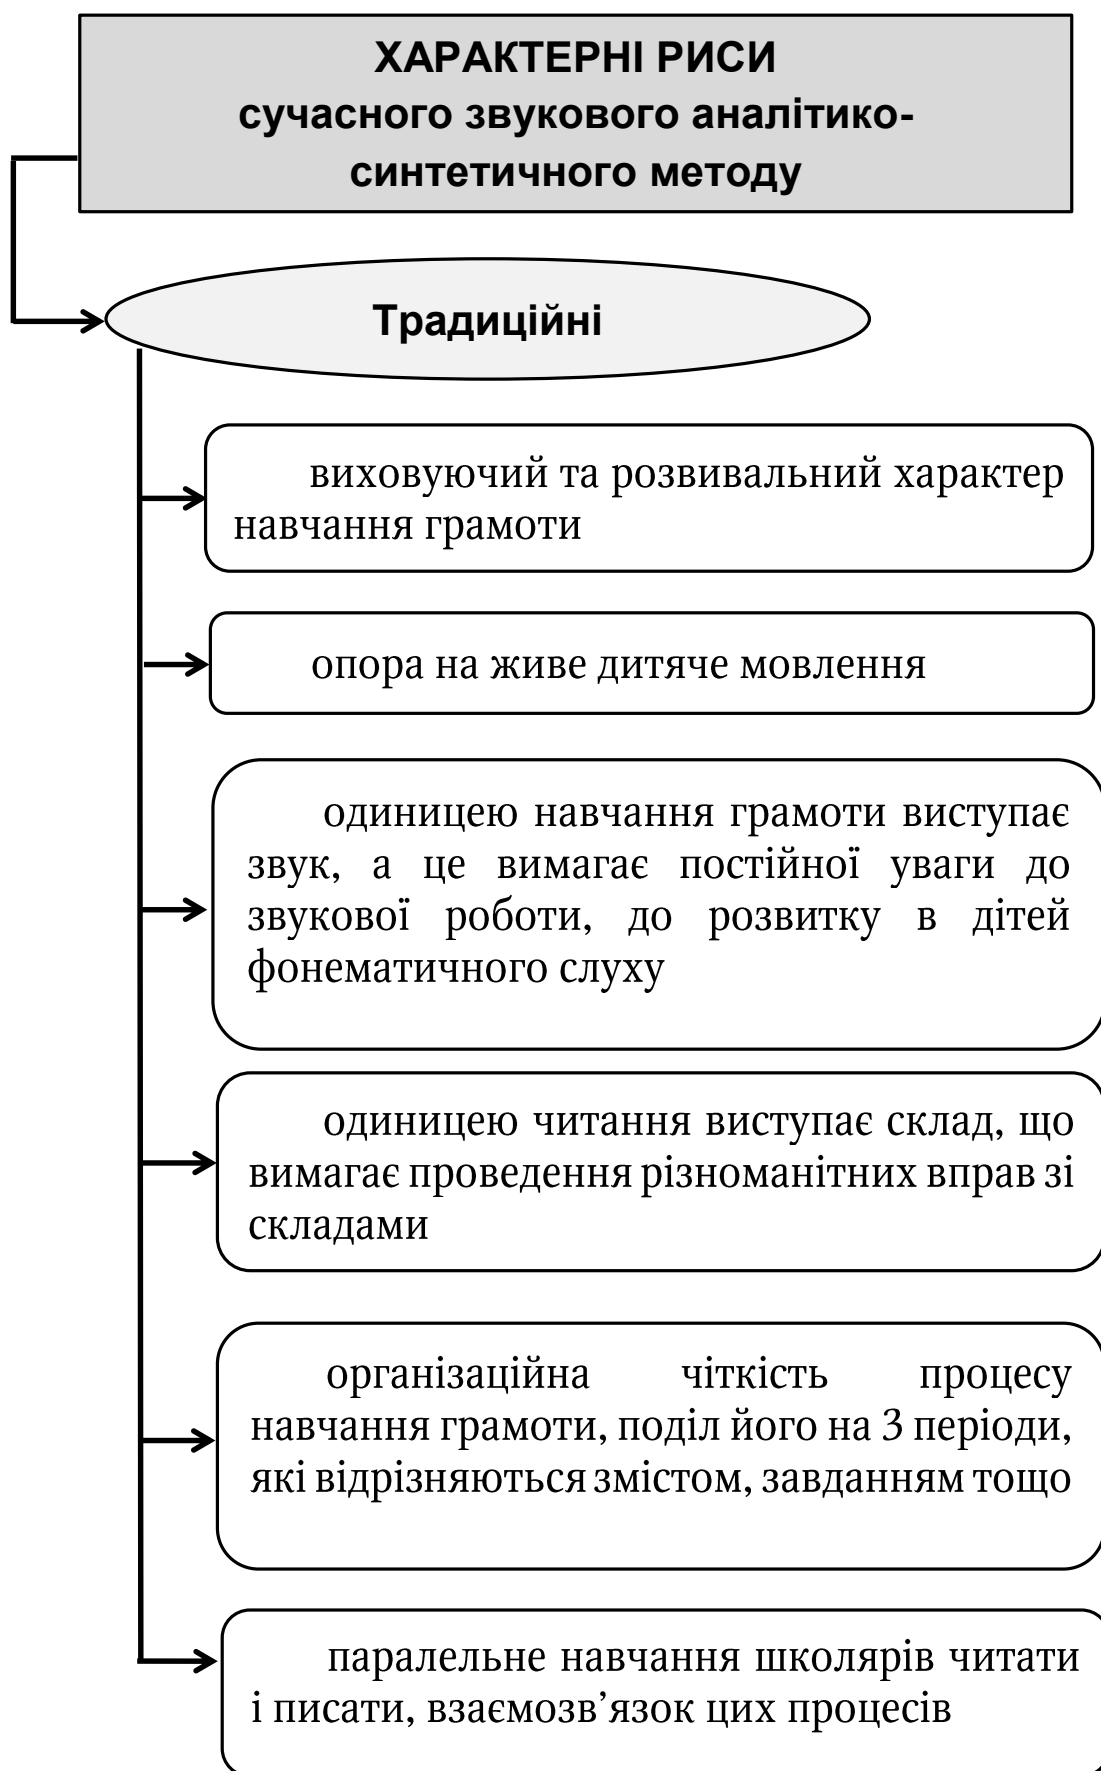 ХАРАКТЕРНІ РИСИ
сучасного звукового аналітико-
синтетичного методу
Традиційні
виховуючий та розвивальний характер
навчання грамоти
опора на живе дитяче мовлення
одиницею навчання грамоти виступає
звук, а це вимагає постійної уваги до
звукової роботи, до розвитку в дітей
фонематичного слуху
одиницею читання виступає склад, що
вимагає проведення різноманітних вправ зі
складами
організаційна чіткість процесу
навчання грамоти, поділ його на 3 періоди,
які відрізняються змістом, завданням тощо
паралельне навчання школярів читати
і писати, взаємозв’язок цих процесів